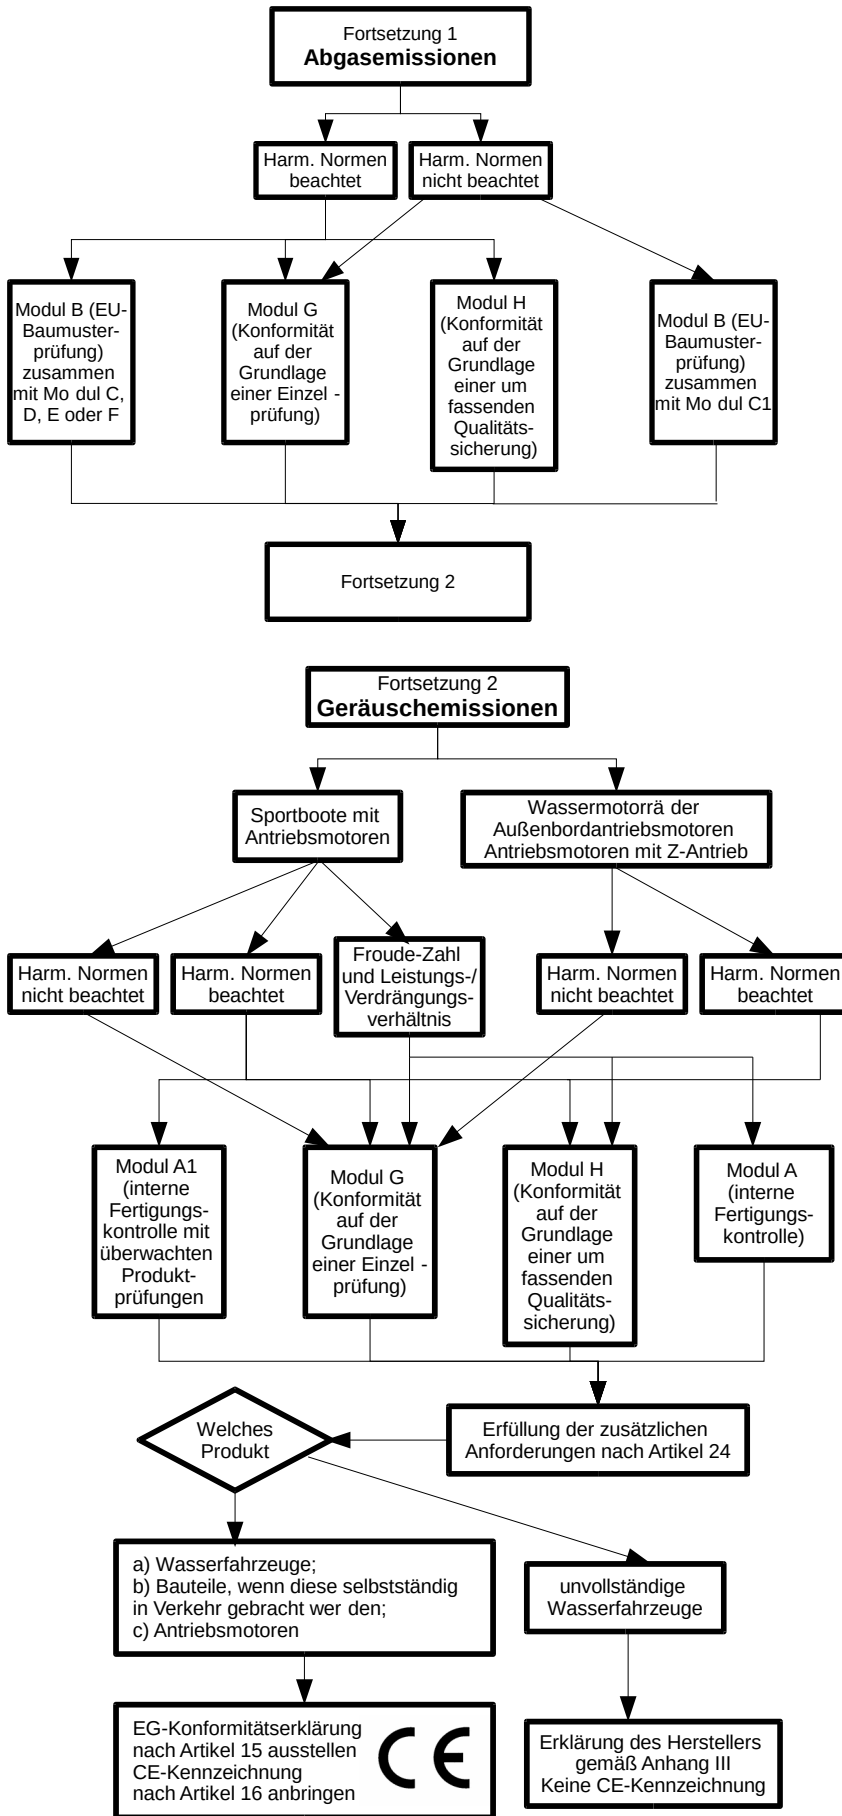 Fortsetzung 1
Abgasemissionen
Harm. Normen
beachtet
Harm. Normen
nicht beachtet
Modul B (EU-
Baumuster-
prüfung)
zusammen
mit Mo dul C,
D, E oder F
Modul G
(Konformität
auf der
Grundlage
einer Einzel -
prüfung)
Modul H
(Konformität
auf der
Grundlage
einer um
fassenden
Qualitäts-
sicherung)
Modul B (EU-
Baumuster-
prüfung)
zusammen
mit Mo dul C1
Fortsetzung 2
Fortsetzung 2
Geräuschemissionen
Sportboote mit
Antriebsmotoren
Wassermotorrä der
Außenbordantriebsmotoren
Antriebsmotoren mit Z-Antrieb
Harm. Normen
nicht beachtet
Harm. Normen
beachtet
Froude-Zahl
und Leistungs-/
Verdrängungs-
verhältnis
Harm. Normen
nicht beachtet
Harm. Normen
beachtet
Modul A1
(interne
Fertigungs-
kontrolle mit
überwachten
Produkt-
prüfungen
Modul G
(Konformität
auf der
Grundlage
einer Einzel -
prüfung)
Modul H
(Konformität
auf der
Grundlage
einer um
fassenden
Qualitäts-
sicherung)
Modul A
(interne
Fertigungs-
kontrolle)
Welches
Produkt
Erfüllung der zusätzlichen
Anforderungen nach Artikel 24
a) Wasserfahrzeuge;
b) Bauteile, wenn diese selbstständig
in Verkehr gebracht wer den;
c) Antriebsmotoren
unvollständige
Wasserfahrzeuge
EG-Konformitätserklärung
nach Artikel 15 ausstellen
CE-Kennzeichnung
nach Artikel 16 anbringen
CE
Erklärung des Herstellers
gemäß Anhang III
Keine CE-Kennzeichnung